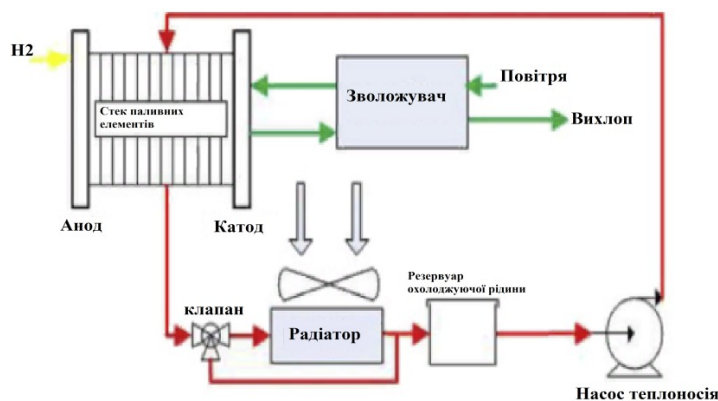 H2
Стек паливних
елементів
Зволожувач
Повітря
Вихлоп
Анод
Катод
клапан
Радіатор
Резервуар
охолоджуючої рідини
Насос теплоносія